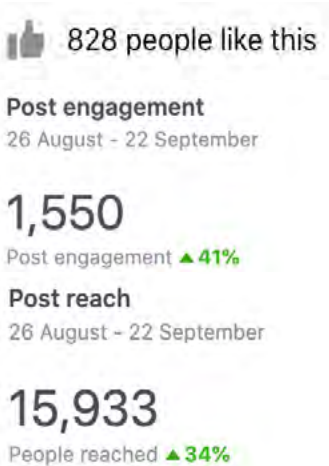 828 people like this
Post engagement
26 August - 22 September
1,550
Post engagement ▲ 41%
Post reach
26 August - 22 September
15,933
People reached ▲ 34%